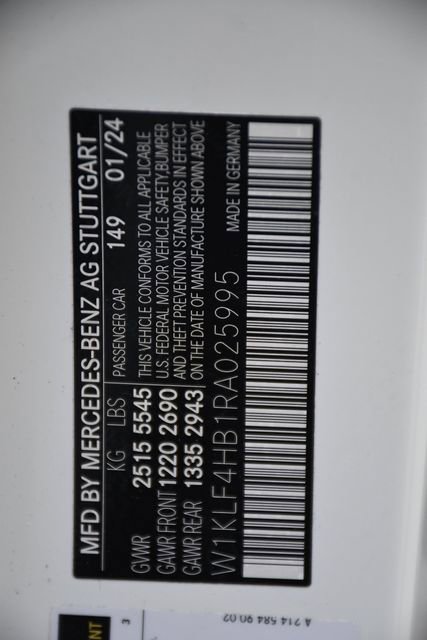 MFD BY MERCEDES-BENZ AG STUTTGART
KG LBS PASSENGER CAR 149 01/24
GVWR 2515 5545 THIS VEHICLE CONFORMS TO ALL APPLICABLE
GAWR FRONT 1220 2690 U.S. FEDERAL MOTOR VEHICLE SAFETY,BUMPER
GAWR REAR 1335 2943 AND THEFT PREVENTION STANDARDS IN EFFECT
ON THE DATE OF MANUFACTURE SHOWN ABOVE
W1KLF4HB1RA025995 MADE IN GERMANY
3
A 214 584 90 02